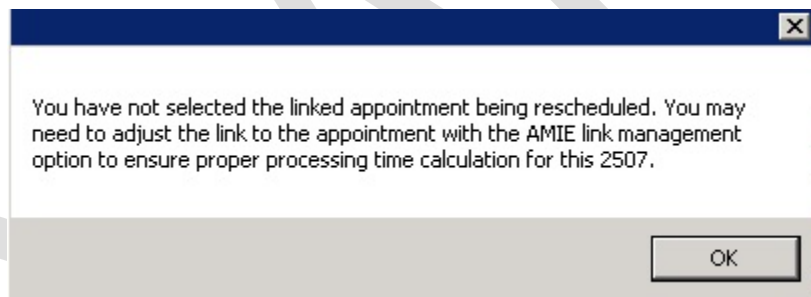 You have not selected the linked appointment being rescheduled. You may
need to adjust the link to the appointment with the AMIE link management
option to ensure proper processing time calculation for this 2507.
OK